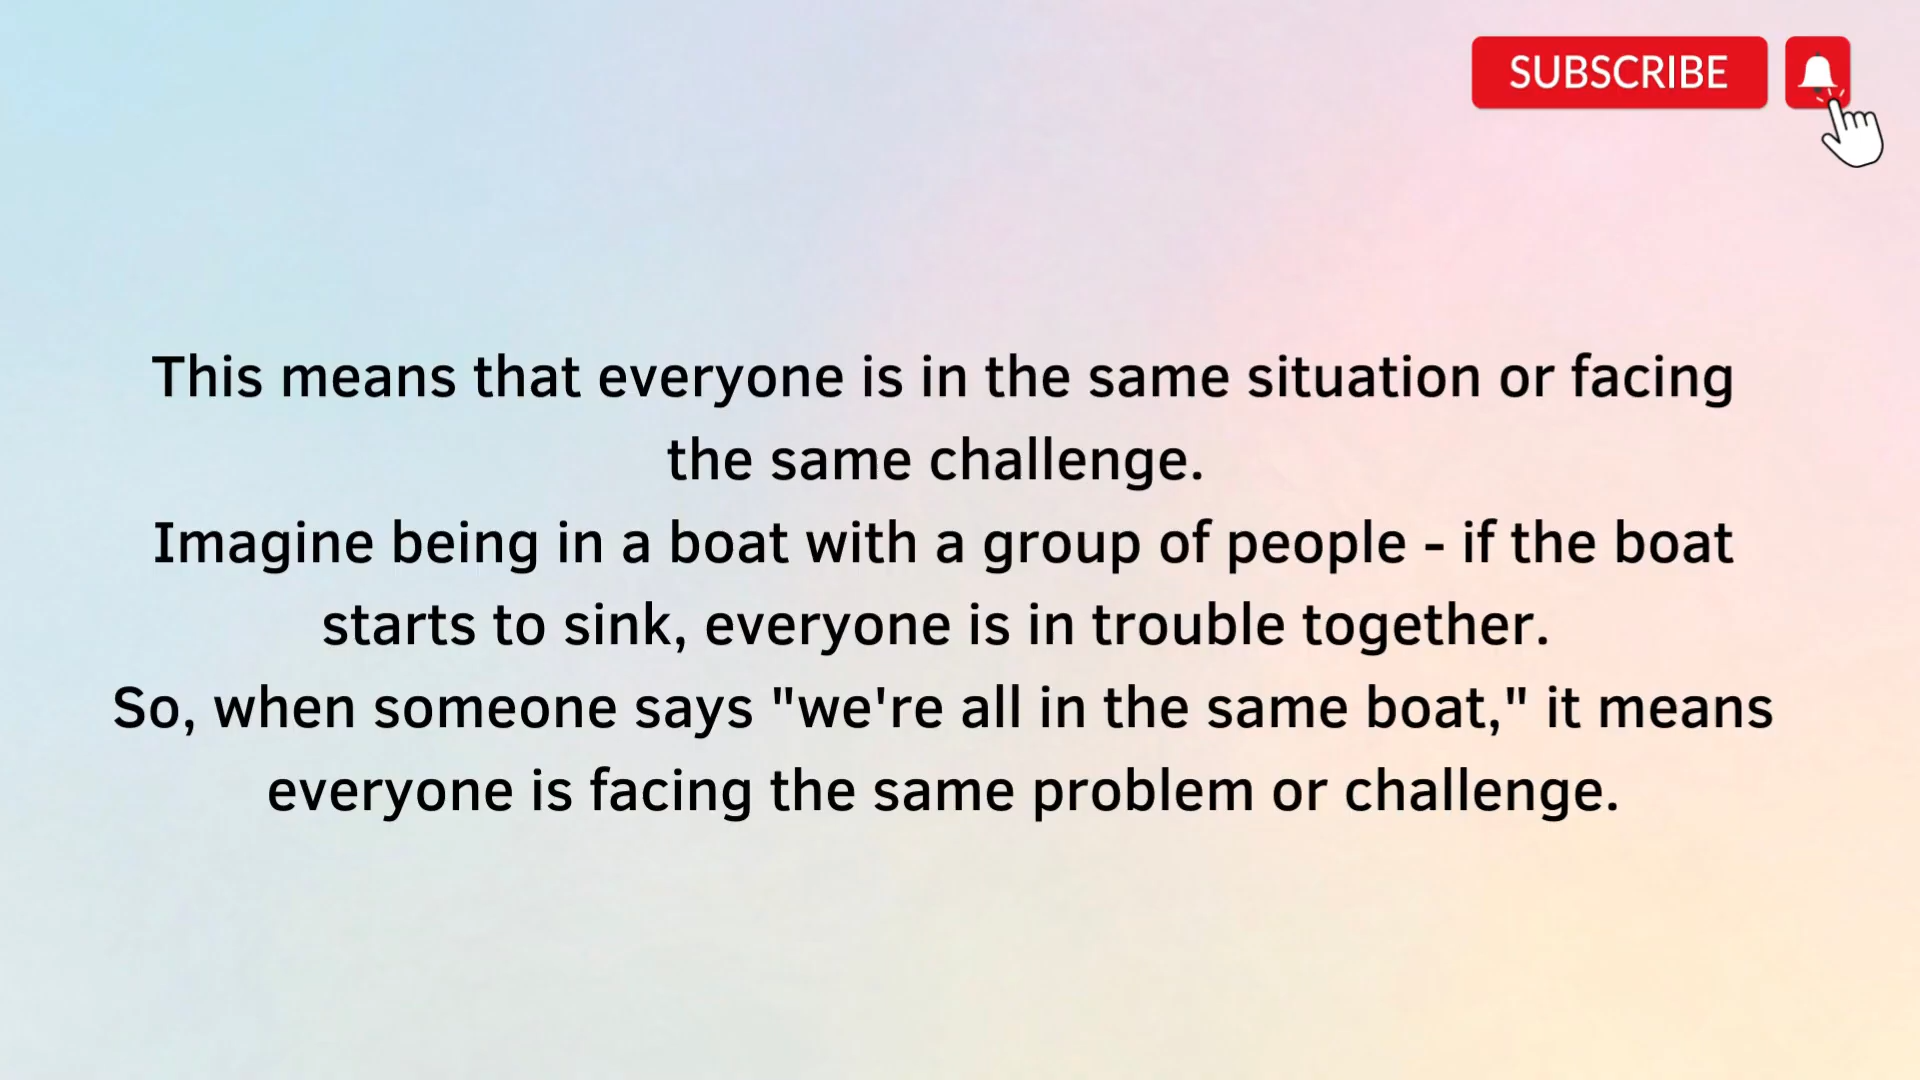 SUBSCRIBE
This means that everyone is in the same situation or facing
the same challenge.
Imagine being in a boat with a group of people - if the boat
starts to sink, everyone is in trouble together.
So, when someone says "we're all in the same boat," it means
everyone is facing the same problem or challenge.